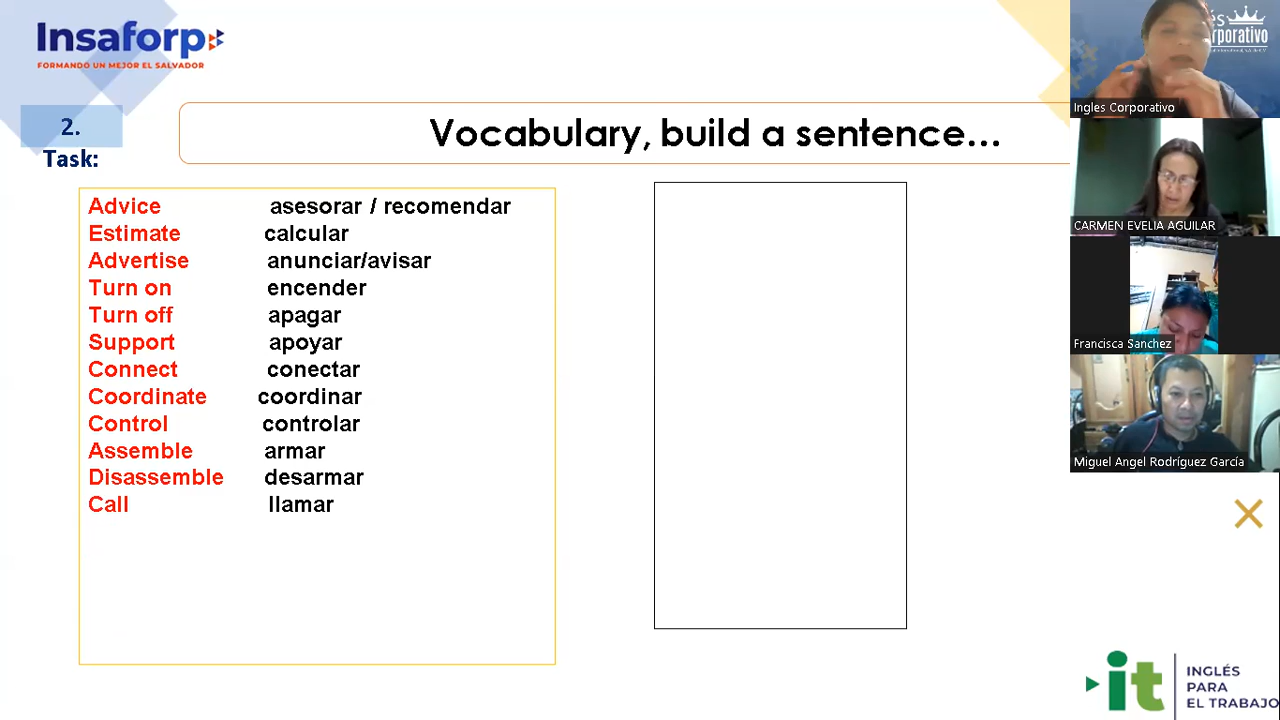 Insaforp
FORMANDO UN MEJOR EL SALVADOR
2.
Task:
Vocabulary, build a sentence...
Advice asesorar / recomendar
Estimate calcular
Advertise anunciar/avisar
Turn on encender
Turn off apagar
Support apoyar
Connect conectar
Coordinate coordinar
Control controlar
Assemble armar
Disassemble desarmar
Call llamar
és
rporativo
Ingles Corporativo
CARMEN EVELIA AGUILAR
Francisca Sanchez
Miguel Angel Rodríguez García
it
INGLÉS
PARA
EL TRABAJO